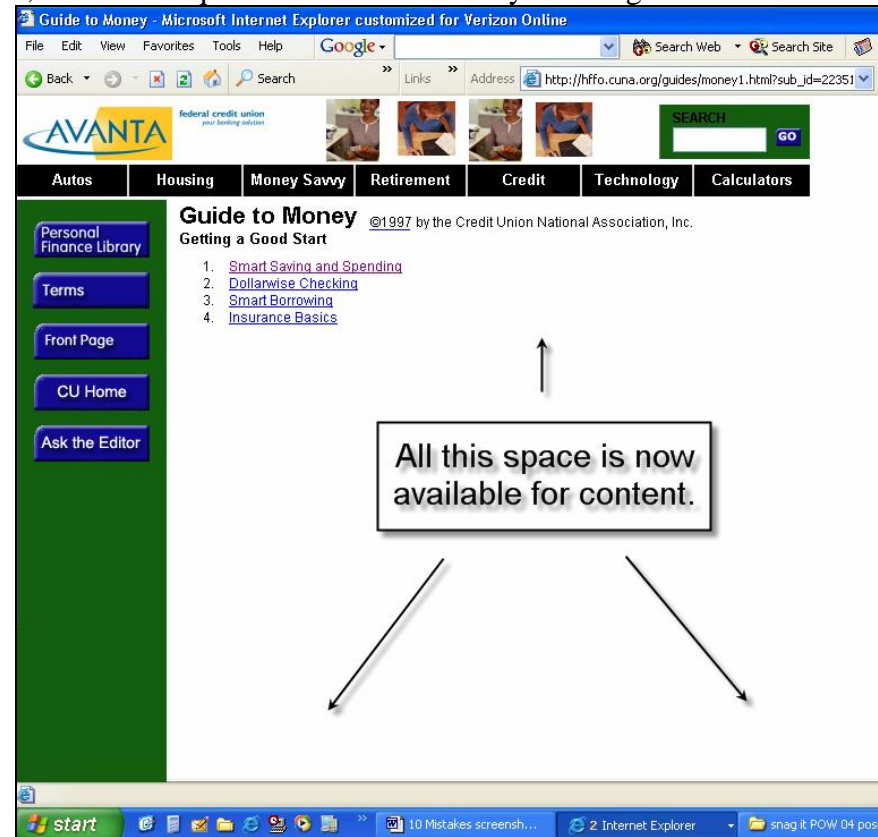 Guide to Money - Microsoft Internet Explorer customized for Verizon Online
File Edit View Favorites Tools Help Google Search Web Search Site
Back Search » Links » Address http://hffo.cuna.org/guides/money1.html?sub_id=22351
AVANTA federal credit union
your banking solution
SEARCH
GO
Autos Housing Money Savvy Retirement Credit Technology Calculators
Guide to Money ©1997 by the Credit Union National Association, Inc.
Getting a Good Start
1. Smart Saving and Spending
2. Dollarwise Checking
3. Smart Borrowing
4. Insurance Basics
Personal
Finance Library
Terms
Front Page
CU Home
Ask the Editor
All this space is now
available for content.
start » 10 Mistakes screensh... 2 Internet Explorer snag it POW 04 pos